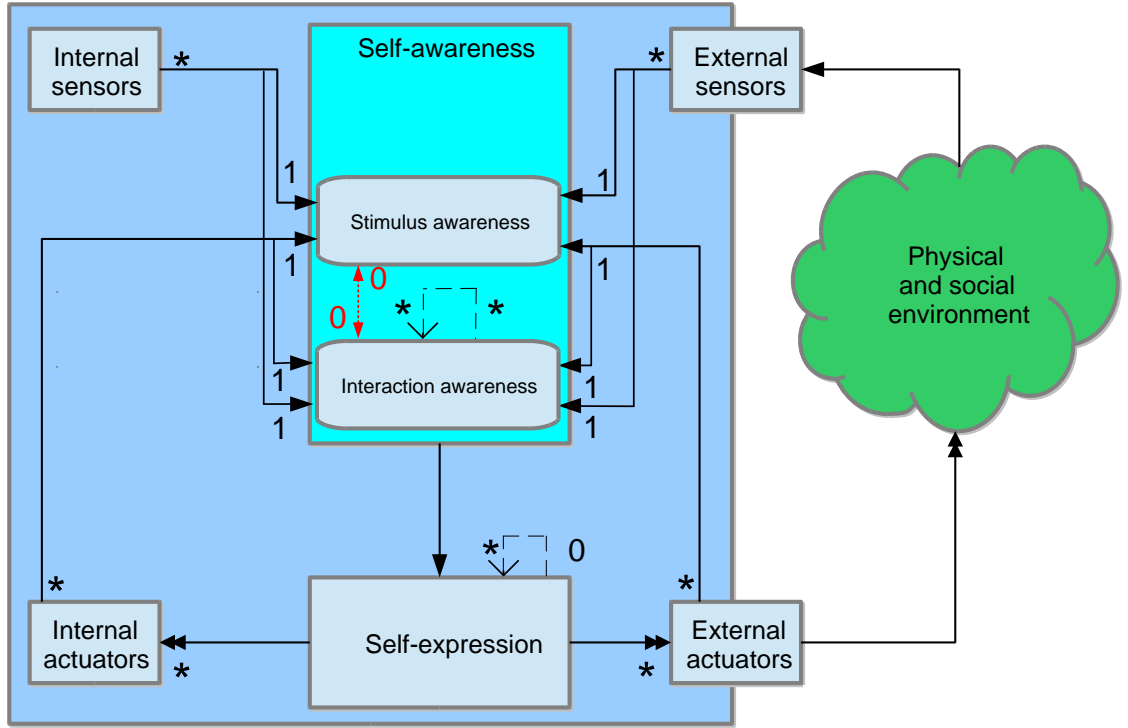 Internal
sensors
*
Self-awareness
*
External
sensors
1
1
Stimulus awareness
1
1
0
0
*
*
Physical
and social
environment
Interaction awareness
1
1
1
1
*
0
*
*
Internal
actuators
*
Self-expression
*
External
actuators